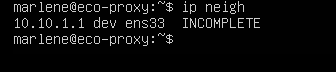 marlene@eco-proxy:~$ ip neigh
10.10.1.1 dev ens33  INCOMPLETE
marlene@eco-proxy:~$